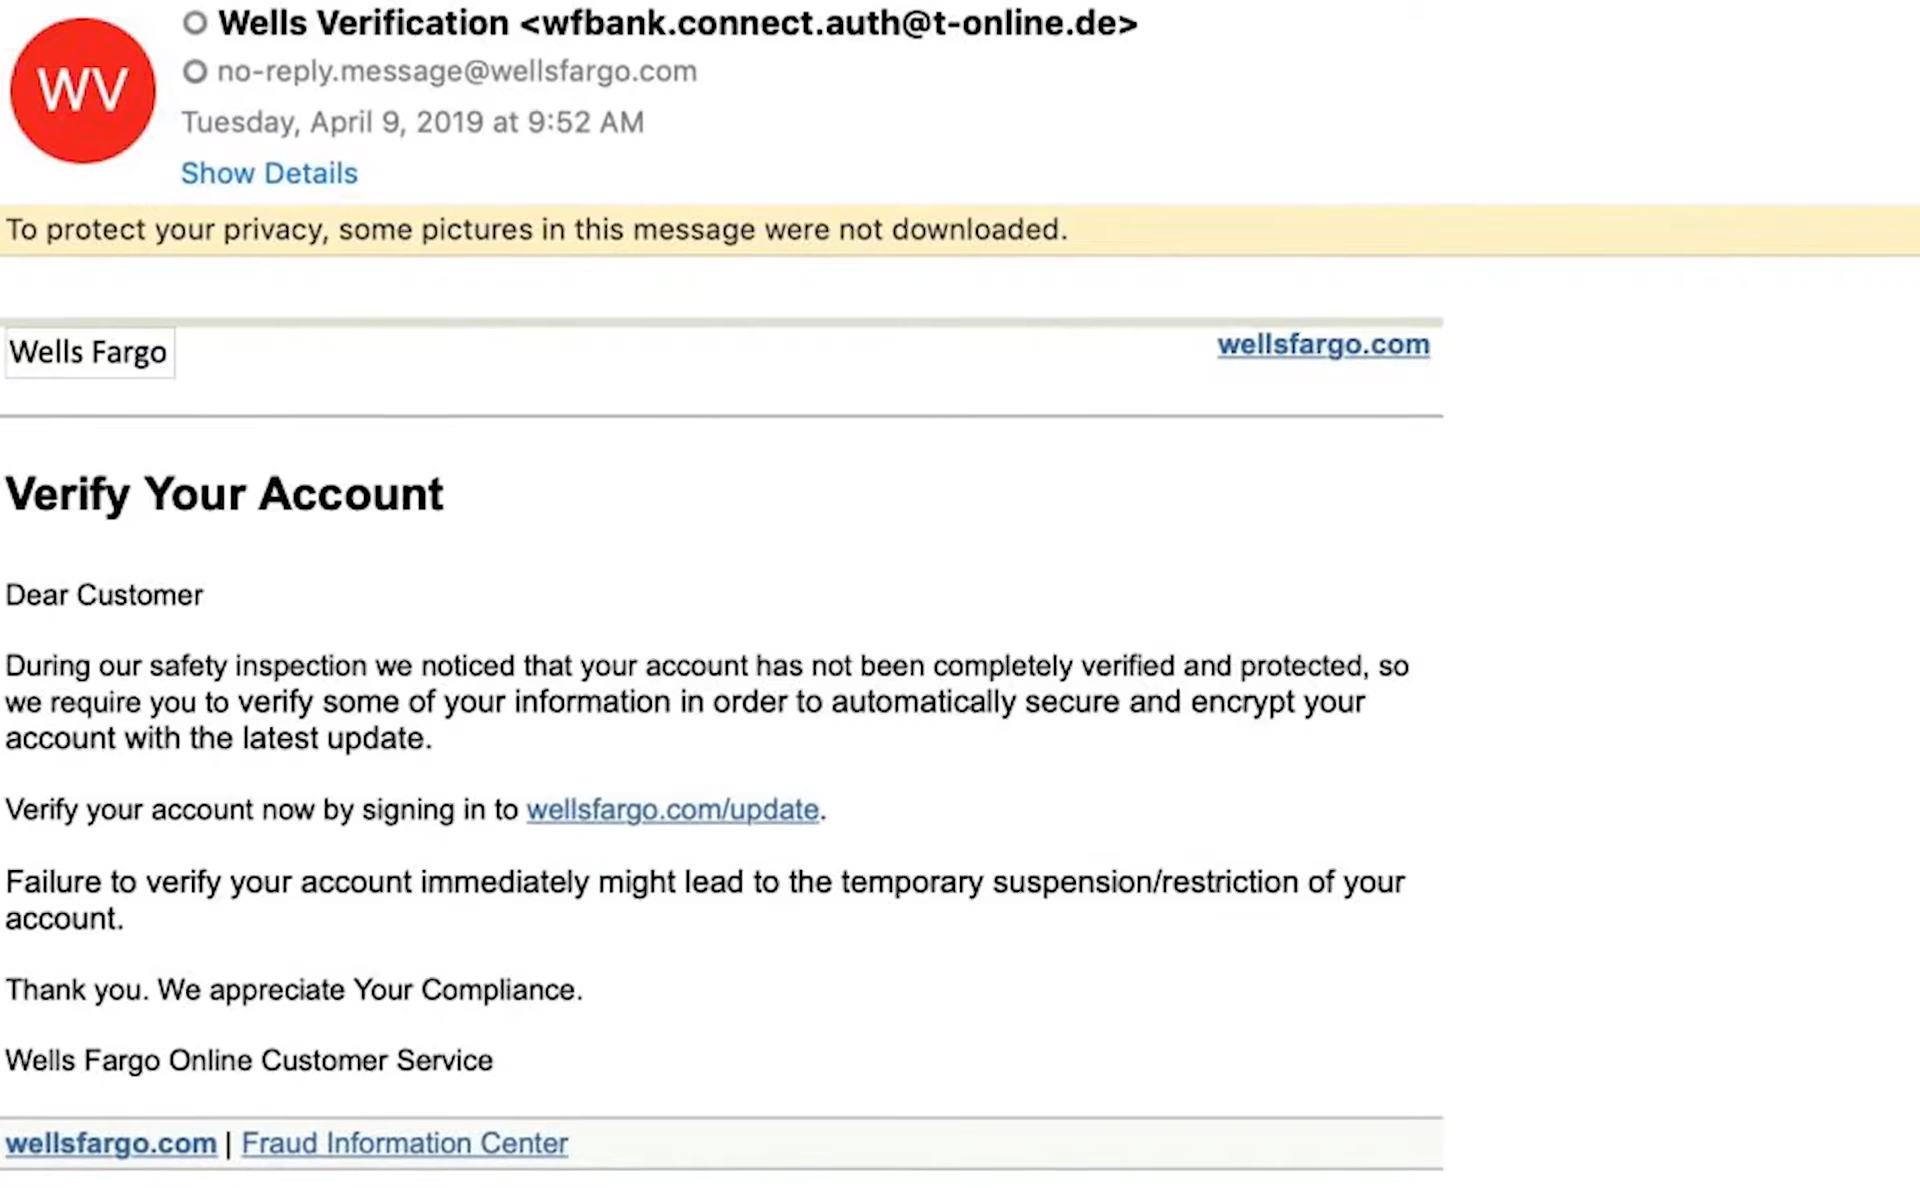 WV
Wells Verification <wfbank.connect.auth@t-online.de>
no-reply.message@wellsfargo.com
Tuesday, April 9, 2019 at 9:52 AM
Show Details
To protect your privacy, some pictures in this message were not downloaded.
Wells Fargo
wellsfargo.com
Verify Your Account
Dear Customer
During our safety inspection we noticed that your account has not been completely verified and protected, so
we require you to verify some of your information in order to automatically secure and encrypt your
account with the latest update.
Verify your account now by signing in to wellsfargo.com/update.
Failure to verify your account immediately might lead to the temporary suspension/restriction of your
account.
Thank you. We appreciate Your Compliance.
Wells Fargo Online Customer Service
wellsfargo.com | Fraud Information Center